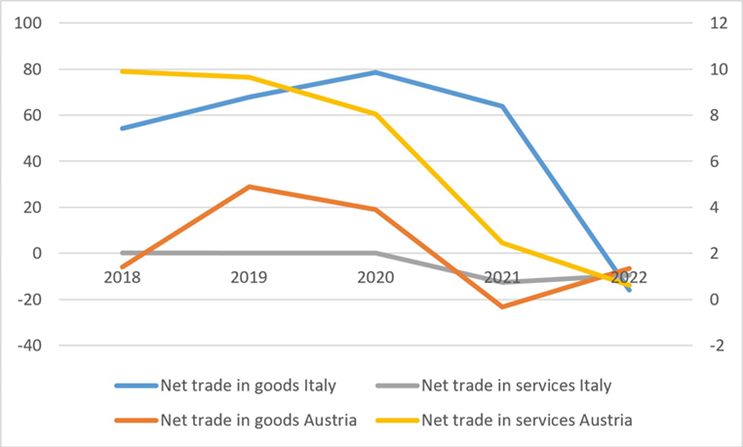 100 12
80 10
60 8
40 6
20 4
0 2
2018 2019 2020 2021 2022
-20 0
-40 -2
Net trade in goods Italy Net trade in services Italy
Net trade in goods Austria Net trade in services Austria